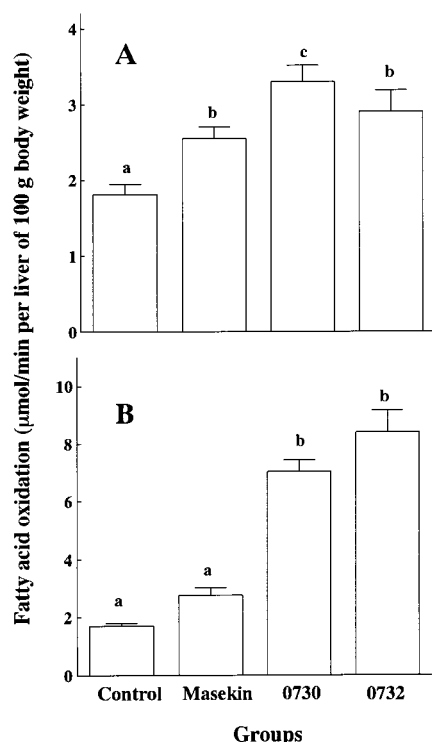 Fatty acid oxidation (μmol/min per liver of 100 g body weight)
A
4
3
2
1
0
a
b
c
b
B
10
8
6
4
2
0
a
a
b
b
Control Masekin 0730 0732
Groups